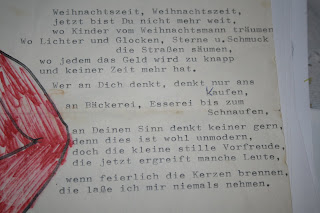 Weihnachtszeit, Weihnachtszeit,
jetzt bist Du nicht mehr weit,
wo Kinder vom Weihnachtsmann träumen
wo Lichter und Glocken, Sterne u.Schmuck
die Straßen säumen,
wo jedem das Geld wird zu knapp
und keiner Zeit mehr hat.
Wer an Dich denkt, denkt nur ans
Kaufen,
an Bäckerei, Esserei bis zum
Schnaufen,
an Deinen Sinn denkt keiner gern,
denn dies ist wohl unmodern,
doch die kleine stille Vorfreude,
die jetzt ergreift manche Leute,
wenn feierlich die Kerzen brennen,
die laße ich mir niemals nehmen.